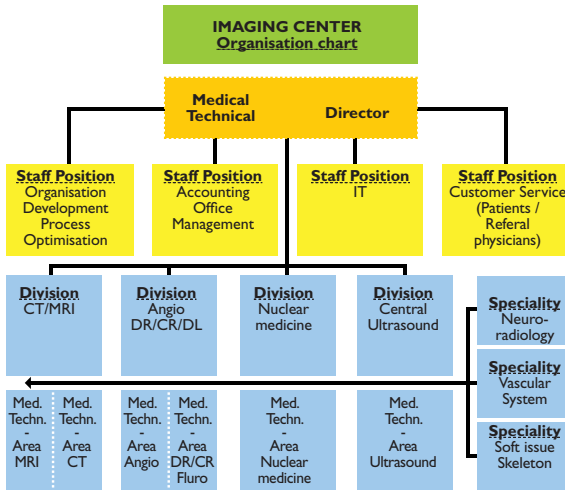 IMAGING CENTER
Organisation chart
Medical
Technical
Director
Staff Position
Organisation
Development
Process
Optimisation
Staff Position
Accounting
Office
Management
Staff Position
IT
Staff Position
Customer Service
(Patients /
Referal
physicians)
Division
CT/MRI
Division
Angio
DR/CR/DL
Division
Nuclear
medicine
Division
Central
Ultrasound
Speciality
Neuro-
radiology
Speciality
Vascular
System
Speciality
Soft issue
Skeleton
Med.
Techn.
-
Area
MRI
Med.
Techn.
-
Area
CT
Med.
Techn.
-
Area
Angio
Med.
Techn.
-
Area
DR/CR
Fluro
Med.
Techn.
-
Area
Nuclear
medicine
Med.
Techn.
-
Area
Ultrasound